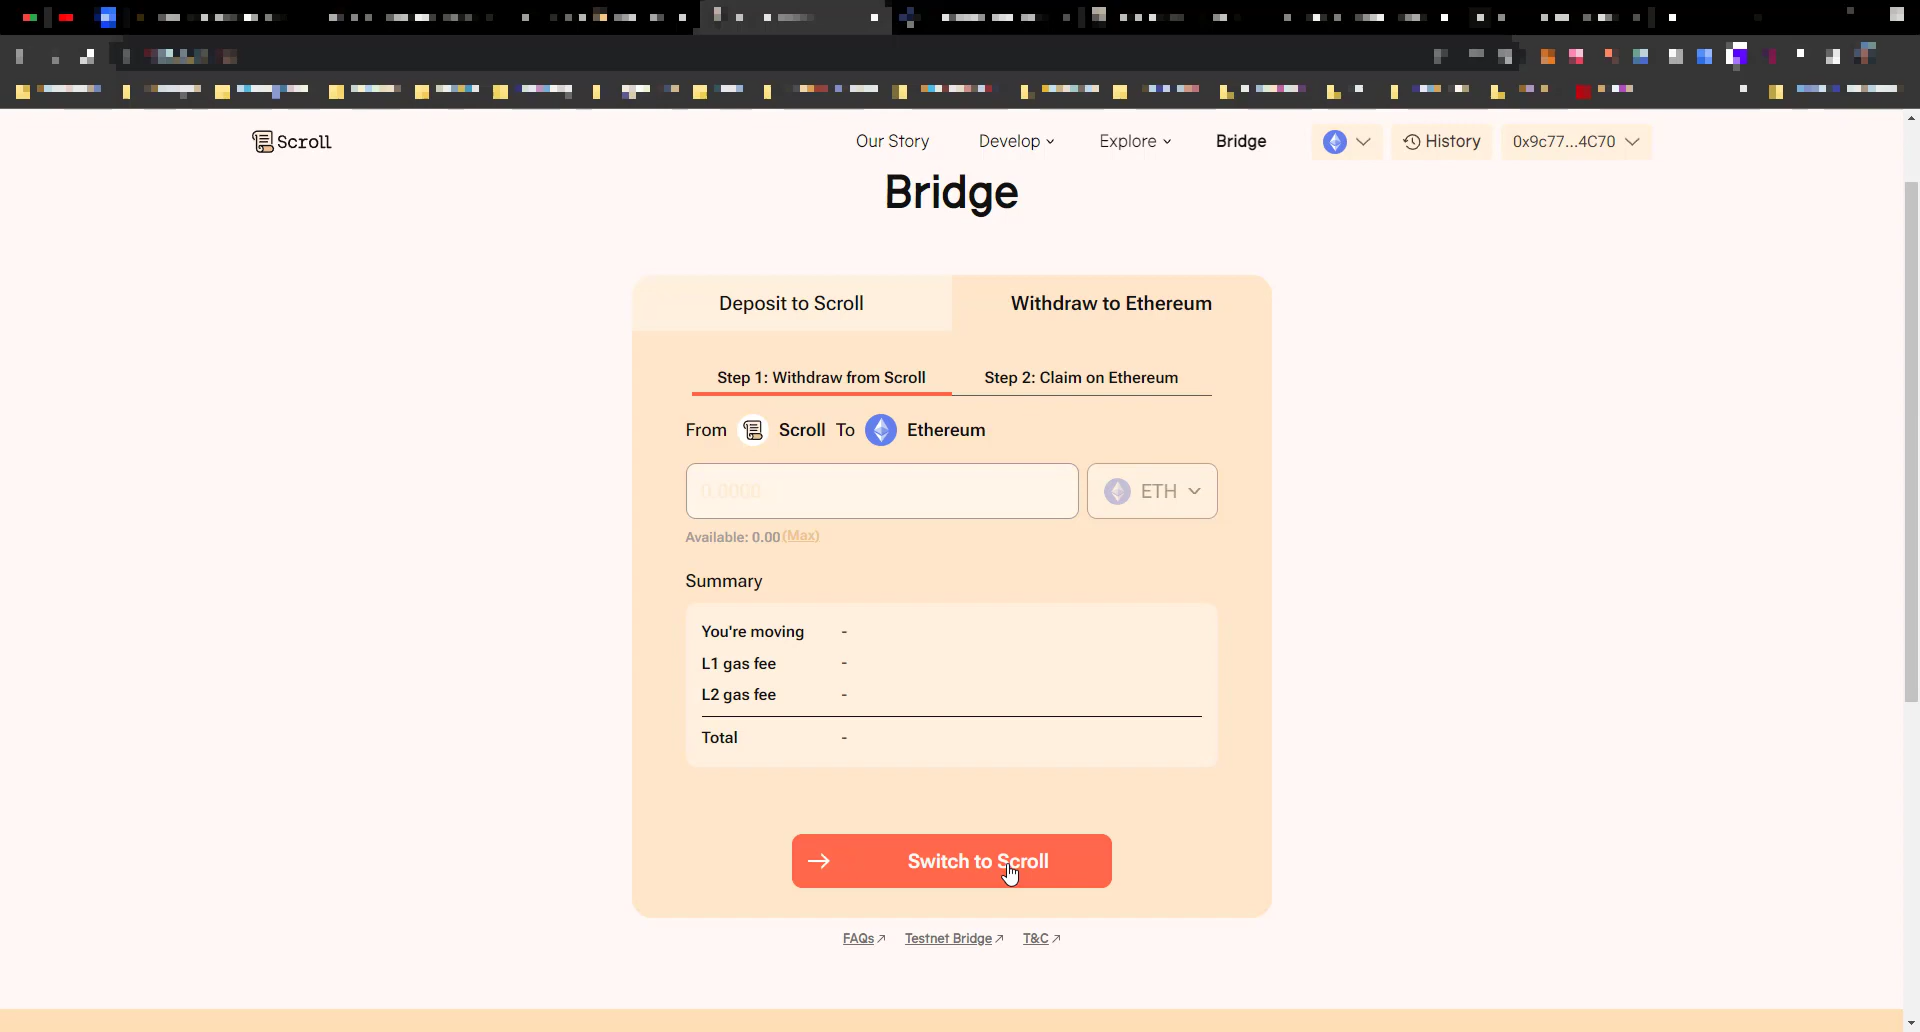 Scroll
Our Story
Develop
Explore
Bridge
History
0x9c77...4C70
Bridge
Deposit to Scroll
Withdraw to Ethereum
Step 1: Withdraw from Scroll
Step 2: Claim on Ethereum
From Scroll To Ethereum
0.0000
ETH
Available: 0.00 (Max)
Summary
You're moving -
L1 gas fee -
L2 gas fee -
Total -
Switch to Scroll
FAQs
Testnet Bridge
T&C